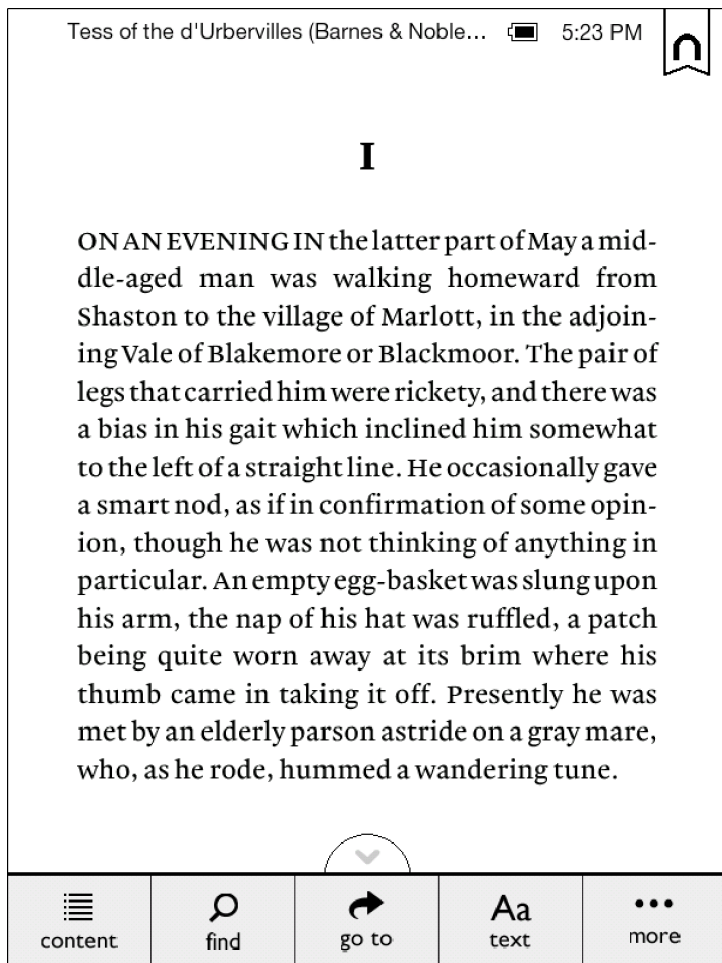 Tess of the d'Urbervilles (Barnes & Noble... 5:23 PM
I
ON AN EVENING IN the latter part of May a mid-
dle-aged man was walking homeward from
Shaston to the village of Marlott, in the adjoin-
ing Vale of Blakemore or Blackmoor. The pair of
legs that carried him were rickety, and there was
a bias in his gait which inclined him somewhat
to the left of a straight line. He occasionally gave
a smart nod, as if in confirmation of some opin-
ion, though he was not thinking of anything in
particular. An empty egg-basket was slung upon
his arm, the nap of his hat was ruffled, a patch
being quite worn away at its brim where his
thumb came in taking it off. Presently he was
met by an elderly parson astride on a gray mare,
who, as he rode, hummed a wandering tune.
Aa
content find go to text more